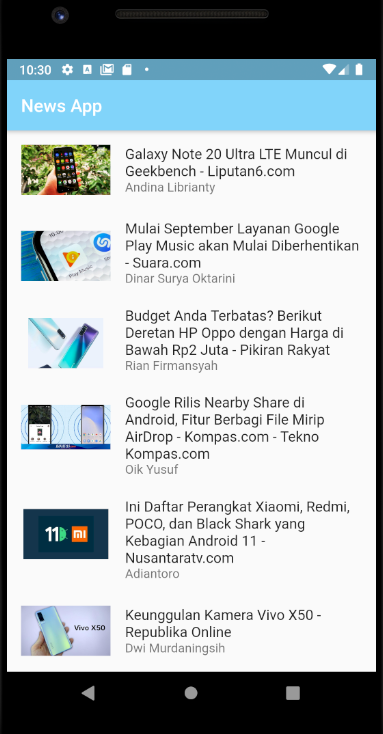 10:30
News App
Galaxy Note 20 Ultra LTE Muncul di
Geekbench - Liputan6.com
Andina Librianty
Mulai September Layanan Google
Play Music akan Mulai Diberhentikan
- Suara.com
Dinar Surya Oktarini
Budget Anda Terbatas? Berikut
Deretan HP Oppo dengan Harga di
Bawah Rp2 Juta - Pikiran Rakyat
Rian Firmansyah
Google Rilis Nearby Share di
Android, Fitur Berbagi File Mirip
AirDrop - Kompas.com - Tekno
Kompas.com
Oik Yusuf
11
Ini Daftar Perangkat Xiaomi, Redmi,
POCO, dan Black Shark yang
Kebagian Android 11 -
Nusantaratv.com
Adiantoro
Vivo X50
Keunggulan Kamera Vivo X50 -
Republika Online
Dwi Murdaningsih